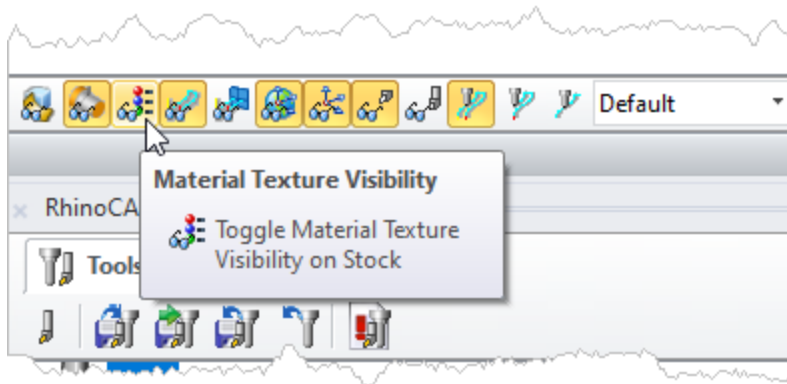 Default
Material Texture Visibility
RhinoCA
Toggle Material Texture
Visibility on Stock
Tools